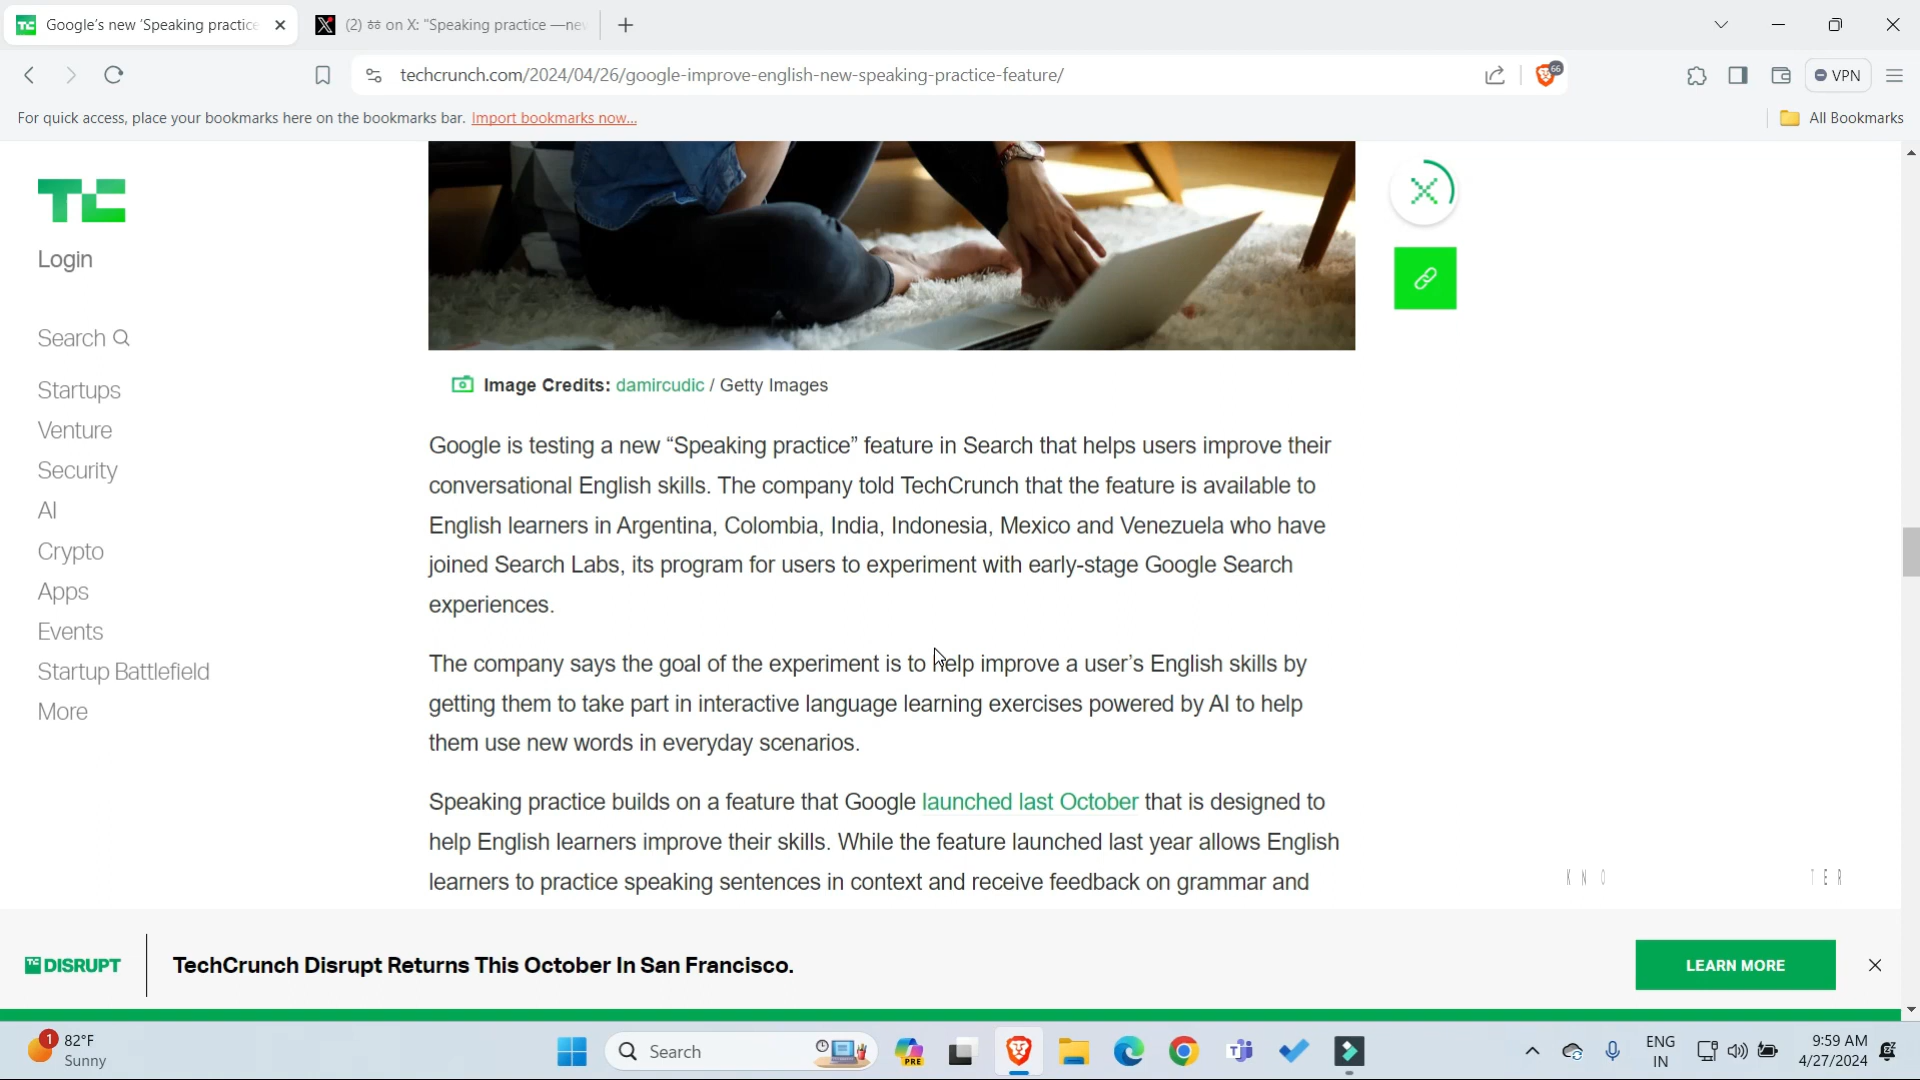 Google's new 'Speaking practice
(2) ㅎㅎ on X: "Speaking practice —nev
techcrunch.com/2024/04/26/google-improve-english-new-speaking-practice-feature/
66
VPN
For quick access, place your bookmarks here on the bookmarks bar. Import bookmarks now...
All Bookmarks
TC
Login
Search
Startups
Venture
Security
AI
Crypto
Apps
Events
Startup Battlefield
More
Image Credits: damircudic / Getty Images
Google is testing a new “Speaking practice” feature in Search that helps users improve their
conversational English skills. The company told TechCrunch that the feature is available to
English learners in Argentina, Colombia, India, Indonesia, Mexico and Venezuela who have
joined Search Labs, its program for users to experiment with early-stage Google Search
experiences.
The company says the goal of the experiment is to help improve a user’s English skills by
getting them to take part in interactive language learning exercises powered by AI to help
them use new words in everyday scenarios.
Speaking practice builds on a feature that Google launched last October that is designed to
help English learners improve their skills. While the feature launched last year allows English
learners to practice speaking sentences in context and receive feedback on grammar and
K N O T E R
TC DISRUPT
TechCrunch Disrupt Returns This October In San Francisco.
LEARN MORE
1
82°F
Sunny
Search
PRE
ENG
IN
9:59 AM
4/27/2024